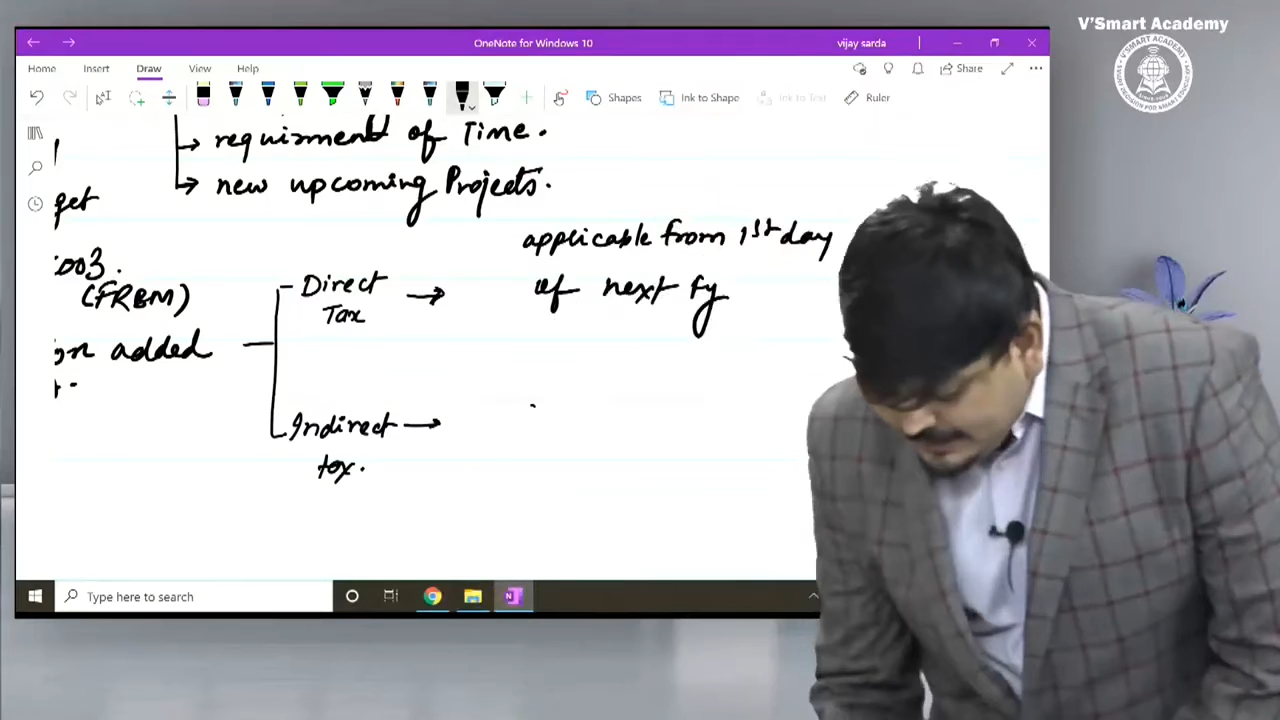 V'Smart Academy
OneNote for Windows 10
vijay sarda
Home Insert Draw View Help
Share
Shapes
Ink to Shape
Ink to Text
Ruler
of Time.
new upcoming Projects.
get
applicable from 1st day
of next fy
003.
(FRBM)
Direct
Tax
added
Indirect
tax.
Type here to search